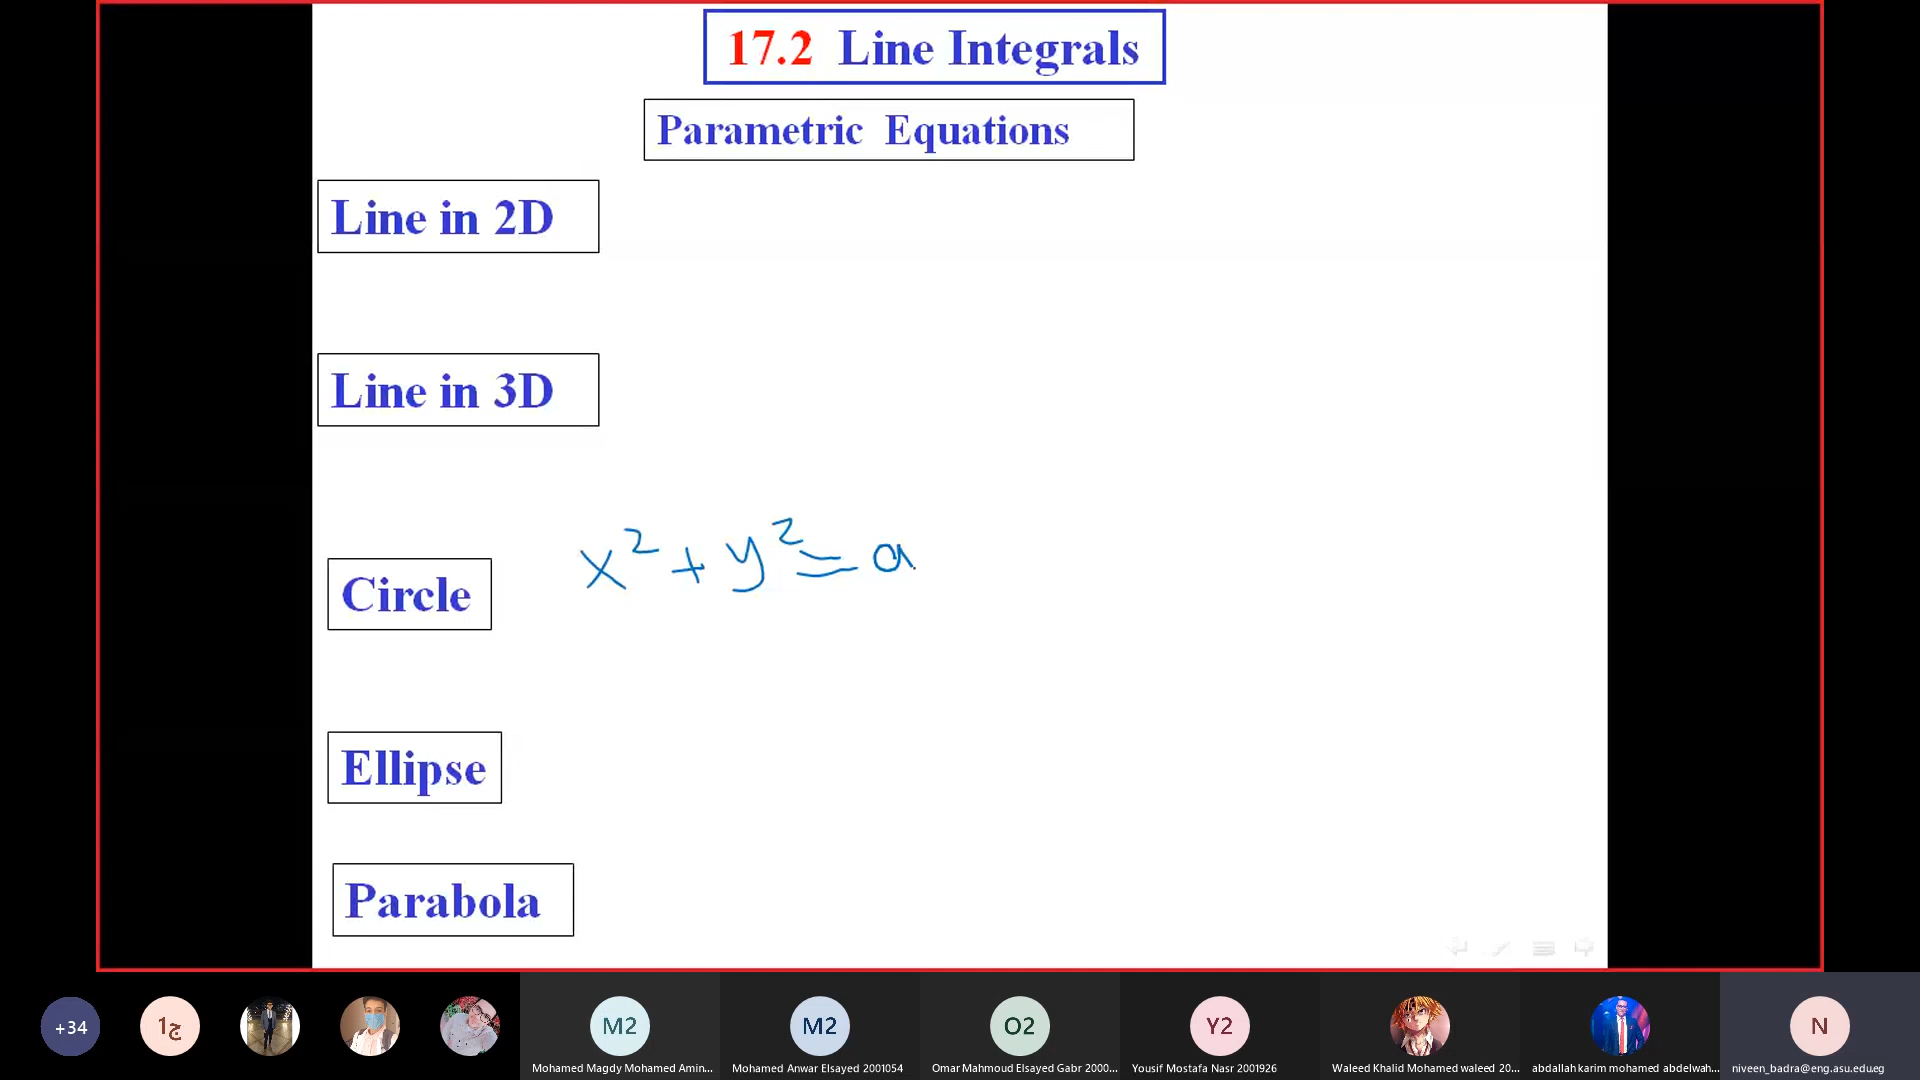 17.2 Line Integrals
Parametric Equations
Line in 2D
Line in 3D
x² + y² = a
Circle
Ellipse
Parabola
+34
ج1
M2
M2
O2
Y2
N
Mohamed Magdy Mohamed Amin...
Mohamed Anwar Elsayed 2001054
Omar Mahmoud Elsayed Gabr 2000...
Yousif Mostafa Nasr 2001926
Waleed Khalid Mohamed waleed 20...
abdallah karim mohamed abdelwah...
niveen_badra@eng.asu.edu.eg